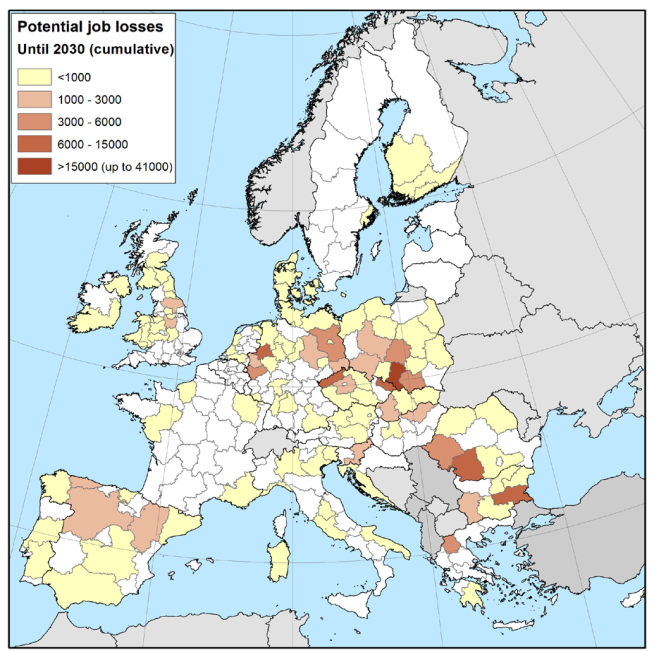 Potential job losses
Until 2030 (cumulative)
<1000
1000 - 3000
3000 - 6000
6000 - 15000
>15000 (up to 41000)